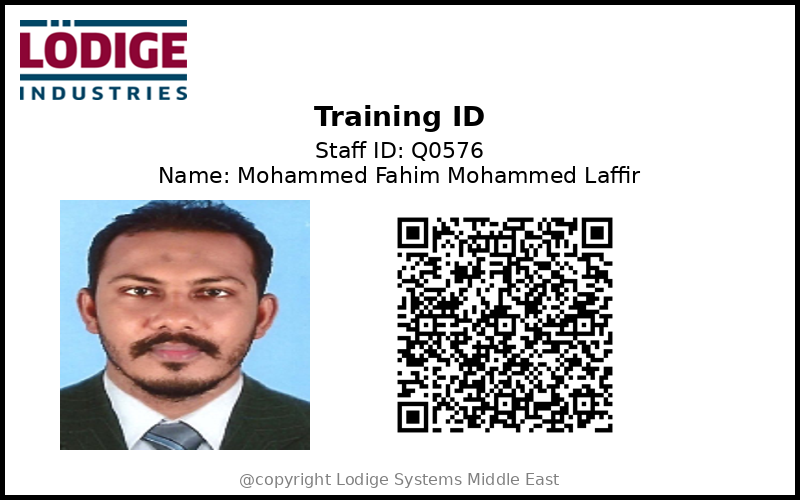 LÖDIGE
INDUSTRIES
Training ID
Staff ID: Q0576
Name: Mohammed Fahim Mohammed Laffir
@copyright Lodige Systems Middle East